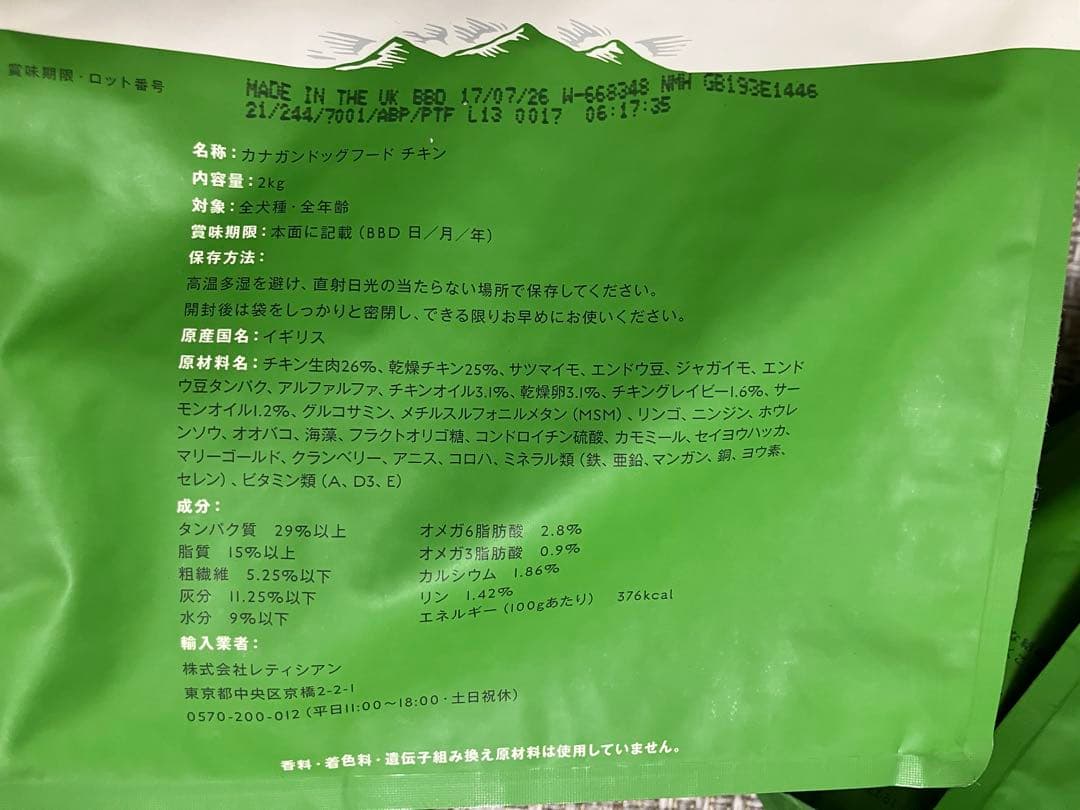 賞味期限・ロット番号
MADE IN THE UK BBD 17/07/26 W-668348 NMH GB193E1446
21/244/7001/ABP/PTF L13 0017 06:17:35
名称：カナガンドッグフード チキン
内容量：2kg
対象：全犬種・全年齢
賞味期限：本面に記載（BBD 日／月／年）
保存方法：
高温多湿を避け、直射日光の当たらない場所で保存してください。
開封後は袋をしっかりと密閉し、できる限りお早めにお使いください。
原産国名：イギリス
原材料名：チキン生肉26%、乾燥チキン25%、サツマイモ、エンドウ豆、ジャガイモ、エンド
ウ豆タンパク、アルファルファ、チキンオイル3.1%、乾燥卵3.1%、チキングレイビー1.6%、サー
モンオイル1.2%、グルコサミン、メチルスルフォニルメタン（MSM）、リンゴ、ニンジン、ホウレ
ンソウ、オオバコ、海藻、フラクトオリゴ糖、コンドロイチン硫酸、カモミール、セイヨウハッカ、
マリーゴールド、クランベリー、アニス、コロハ、ミネラル類（鉄、亜鉛、マンガン、銅、ヨウ素、
セレン）、ビタミン類（A、D3、E）
成分：
タンパク質 29%以上 オメガ6脂肪酸 2.8%
脂質 15%以上 オメガ3脂肪酸 0.9%
粗繊維 5.25%以下 カルシウム 1.86%
灰分 11.25%以下 リン 1.42%
水分 9%以下 エネルギー（100gあたり） 376kcal
輸入業者：
株式会社レティシアン
東京都中央区京橋2-2-1
0570-200-012（平日11:00〜18:00・土日祝休）
香料・着色料・遺伝子組み換え原材料は使用していません。